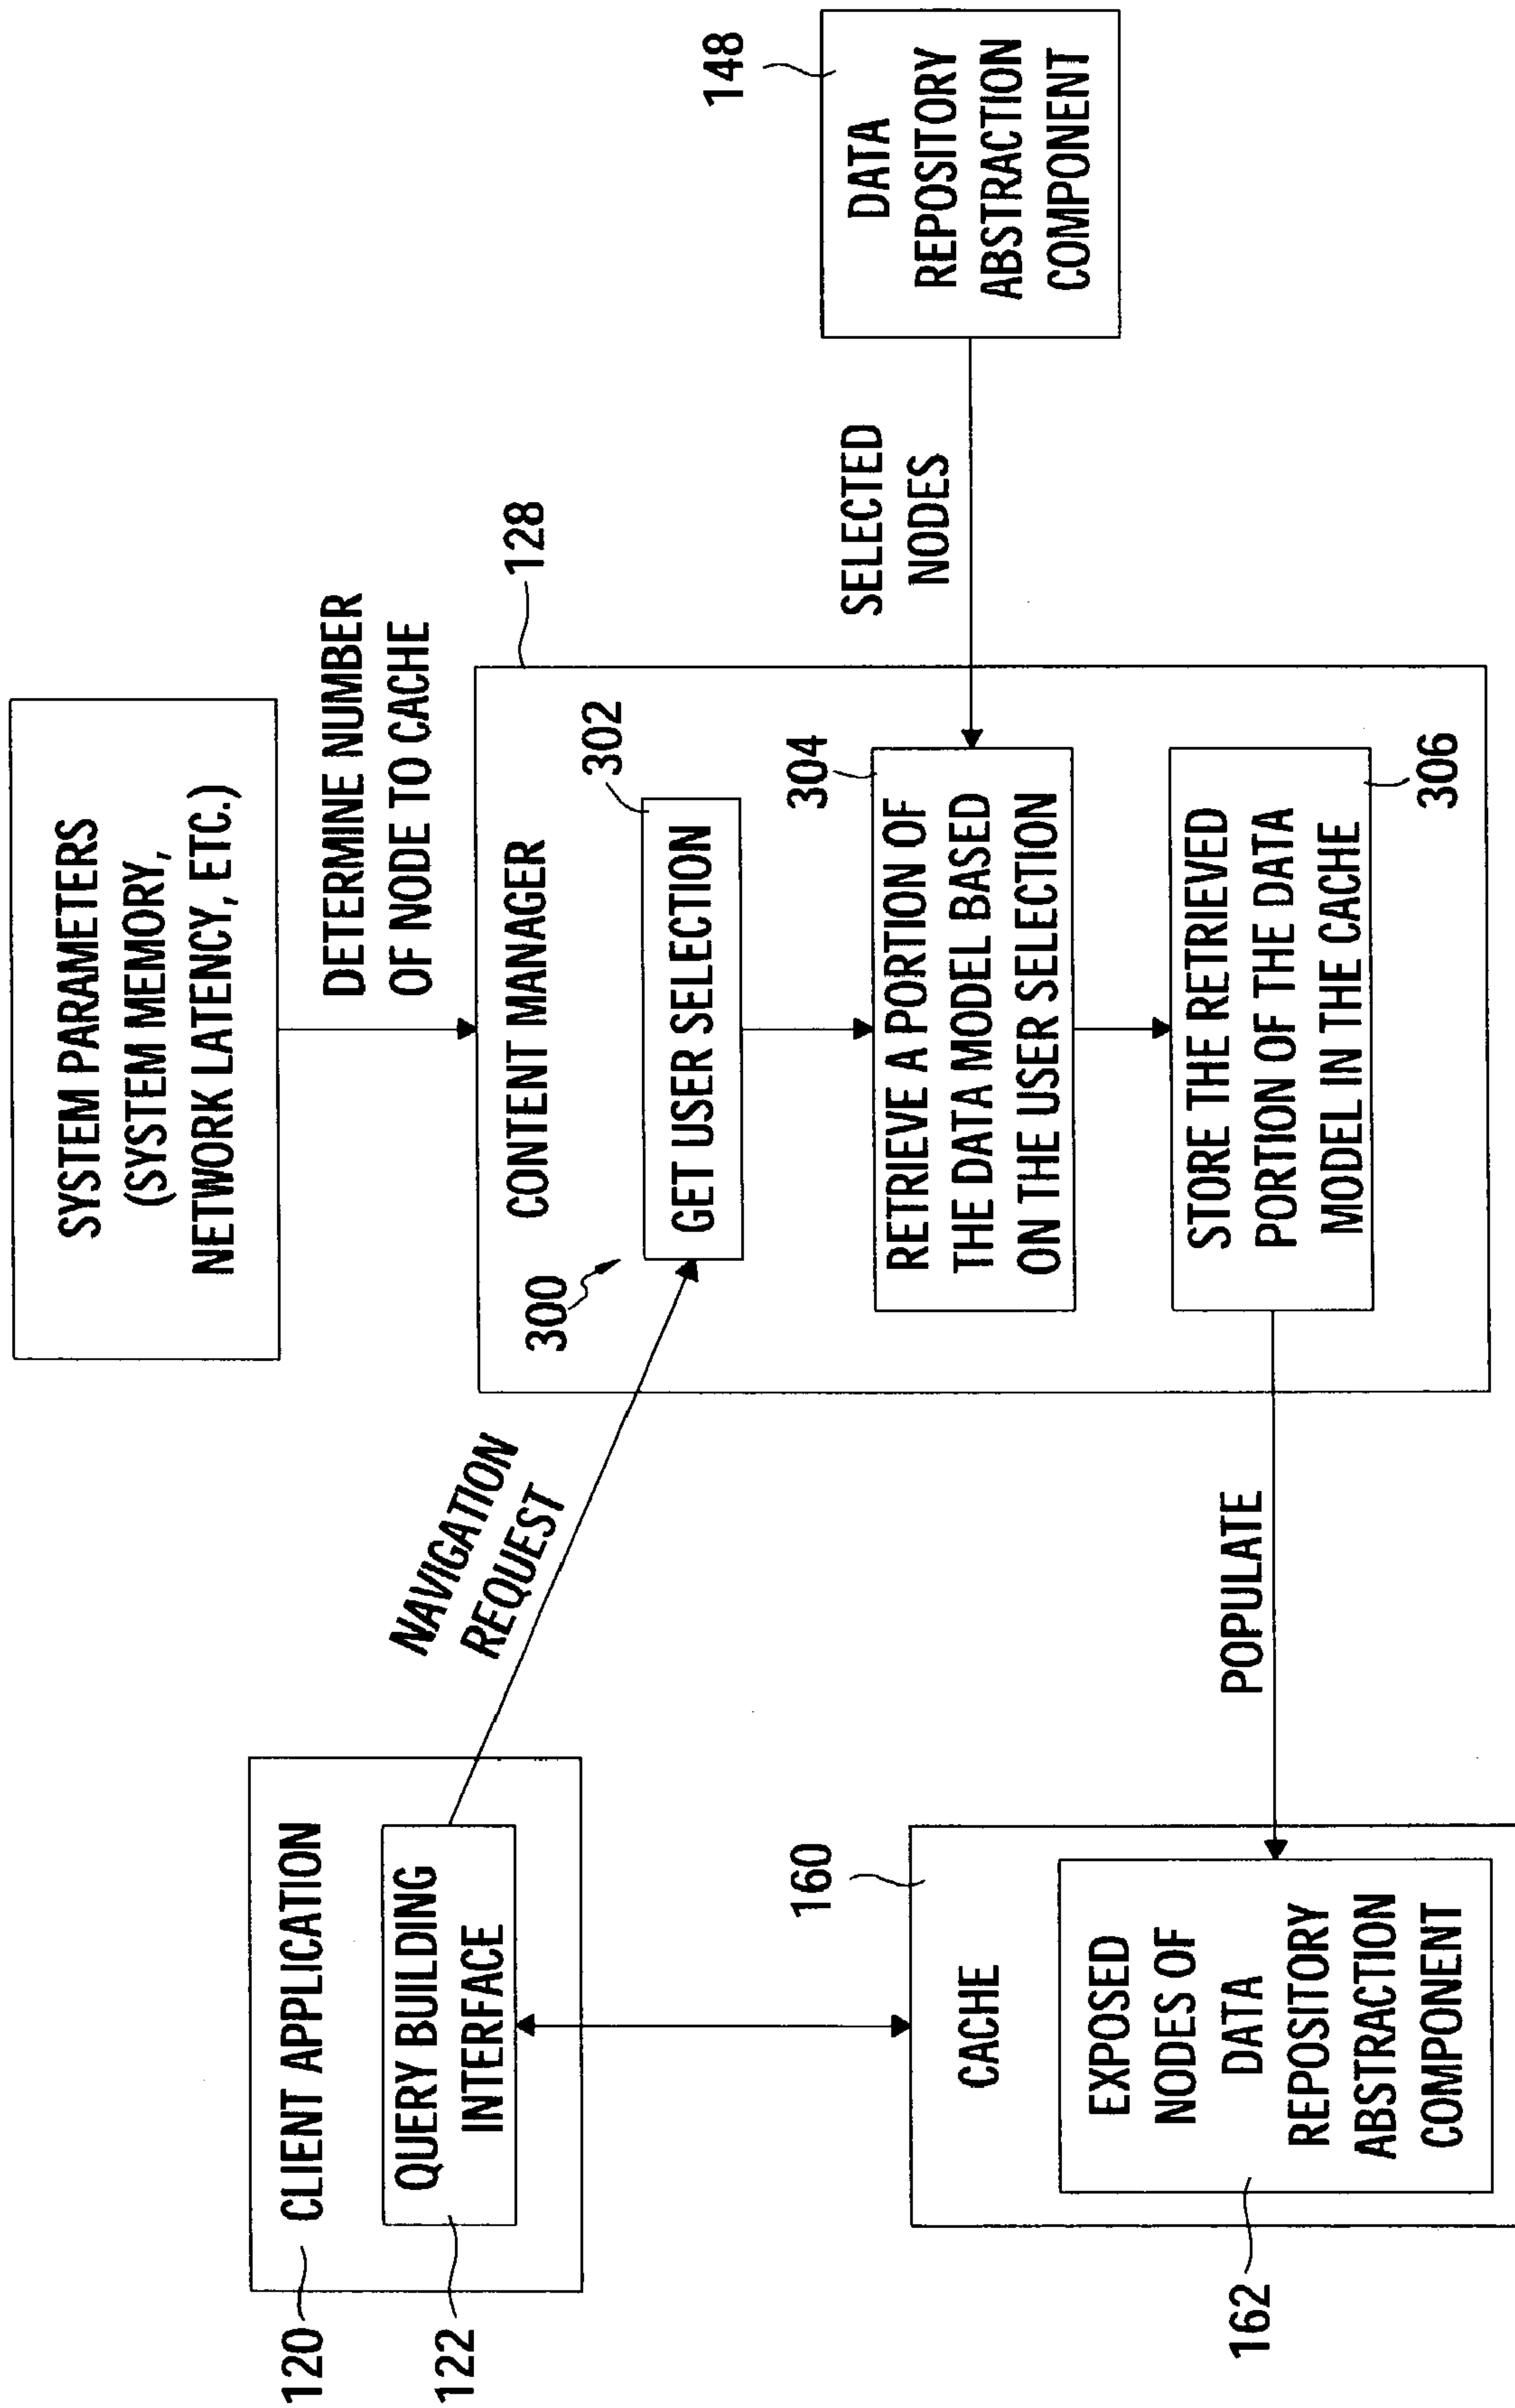 SYSTEM PARAMETERS
(SYSTEM MEMORY,
NETWORK LATENCY, ETC.)
DETERMINE NUMBER
OF NODE TO CACHE
120
CLIENT APPLICATION
122
QUERY BUILDING
INTERFACE
NAVIGATION
REQUEST
128
CONTENT MANAGER
300
302
GET USER SELECTION
304
RETRIEVE A PORTION OF
THE DATA MODEL BASED
ON THE USER SELECTION
STORE THE RETRIEVED
PORTION OF THE DATA
MODEL IN THE CACHE
306
SELECTED
NODES
148
DATA
REPOSITORY
ABSTRACTION
COMPONENT
POPULATE
160
CACHE
EXPOSED
NODES OF
DATA
REPOSITORY
ABSTRACTION
COMPONENT
162